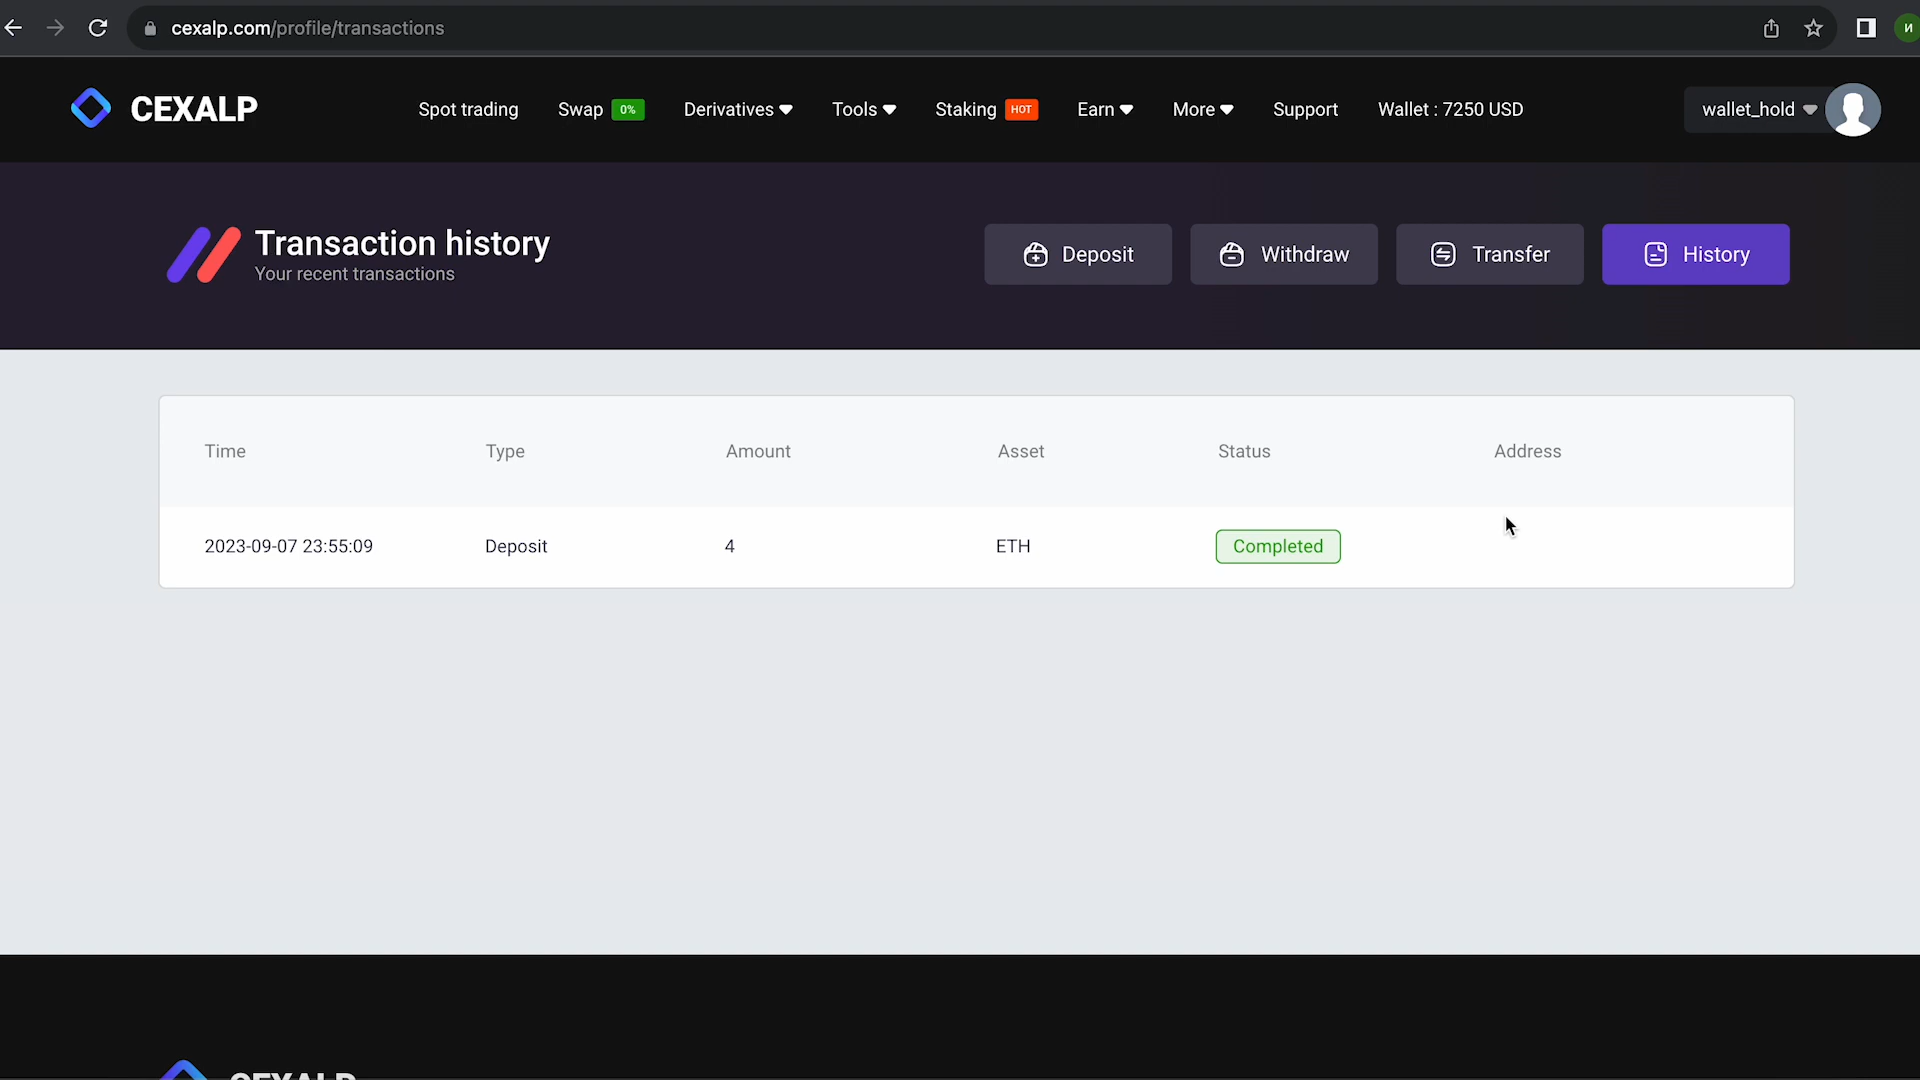 cexalp.com/profile/transactions
И
CEXALP
Spot trading
Swap 0%
Derivatives
Tools
Staking HOT
Earn
More
Support
Wallet : 7250 USD
wallet_hold
Transaction history
Your recent transactions
Deposit
Withdraw
Transfer
History
Time Type Amount Asset Status Address
2023-09-07 23:55:09 Deposit 4 ETH Completed
CEXALP